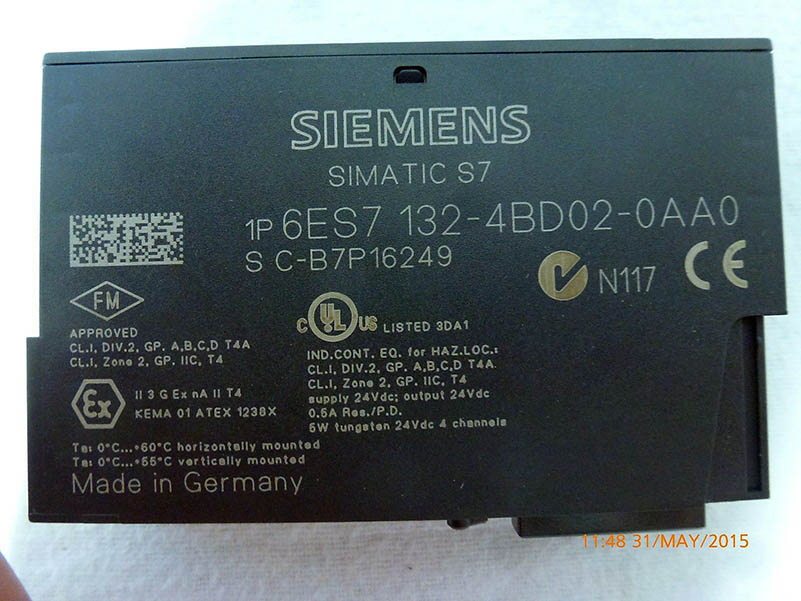 SIEMENS
SIMATIC S7
1P 6ES7 132-4BD02-0AA0
S C-B7P16249
N117 CE
FM
APPROVED
CL.I, DIV.2, GP. A,B,C,D T4A
CL.I, Zone 2, GP. IIC, T4
Ex
II 3 G Ex nA II T4
KEMA 01 ATEX 1238X
C UL US LISTED 3DA1
IND.CONT. EQ. for HAZ.LOC.:
CL.I, DIV.2, GP. A,B,C,D T4A
CL.I, Zone 2, GP. IIC, T4
supply 24Vdc; output 24Vdc
0.5A Res./P.D.
5W tungsten 24Vdc 4 channels
Ta: 0°C...+60°C horizontally mounted
Ta: 0°C...+55°C vertically mounted
Made in Germany
11:48 31/MAY/2015